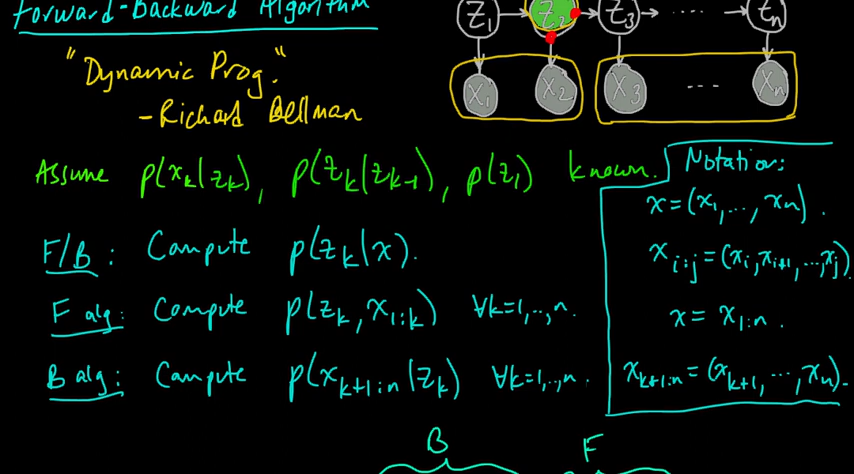 Forward-Backward Algorithm
"Dynamic Prog."
-Richard Bellman
z₁ z₂ z₃ .... zₙ
x₁ x₂ x₃ --- xₙ
Assume p(xₖ|zₖ), p(zₖ|zₖ₋₁), p(z₁) known.
F/B: Compute p(zₖ|x).
F alg: Compute p(zₖ, x₁:ₖ) ∀k=1,..,n.
B alg: Compute p(xₖ₊₁:ₙ|zₖ) ∀k=1,..,n.
Notation:
x=(x₁,..., xₙ).
xᵢ:ⱼ=(xᵢ,xᵢ₊₁,...,xⱼ)
x = x₁:ₙ.
xₖ₊₁:ₙ=(xₖ₊₁, ..., xₙ).
B F